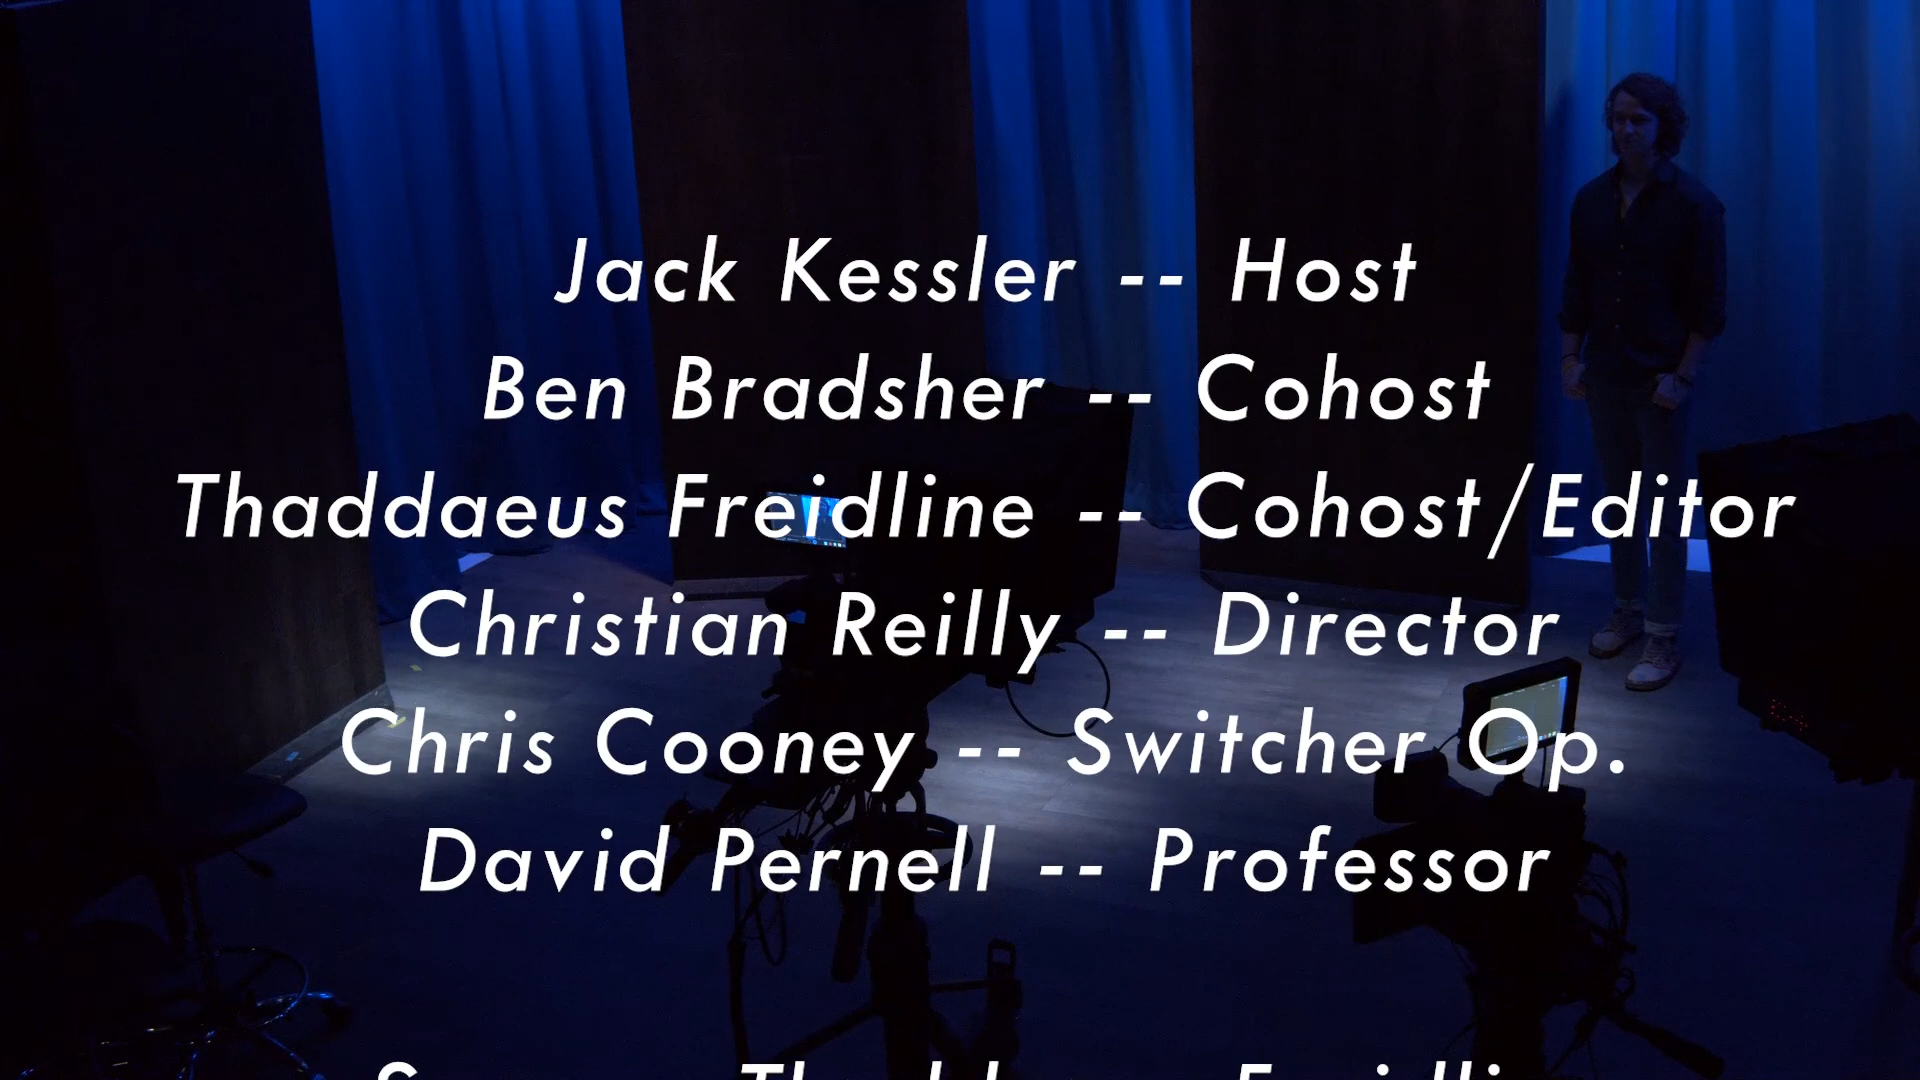 Jack Kessler -- Host
Ben Bradsher -- Cohost
Thaddaeus Freidline -- Cohost/Editor
Christian Reilly -- Director
Chris Cooney -- Switcher Op.
David Pernell -- Professor